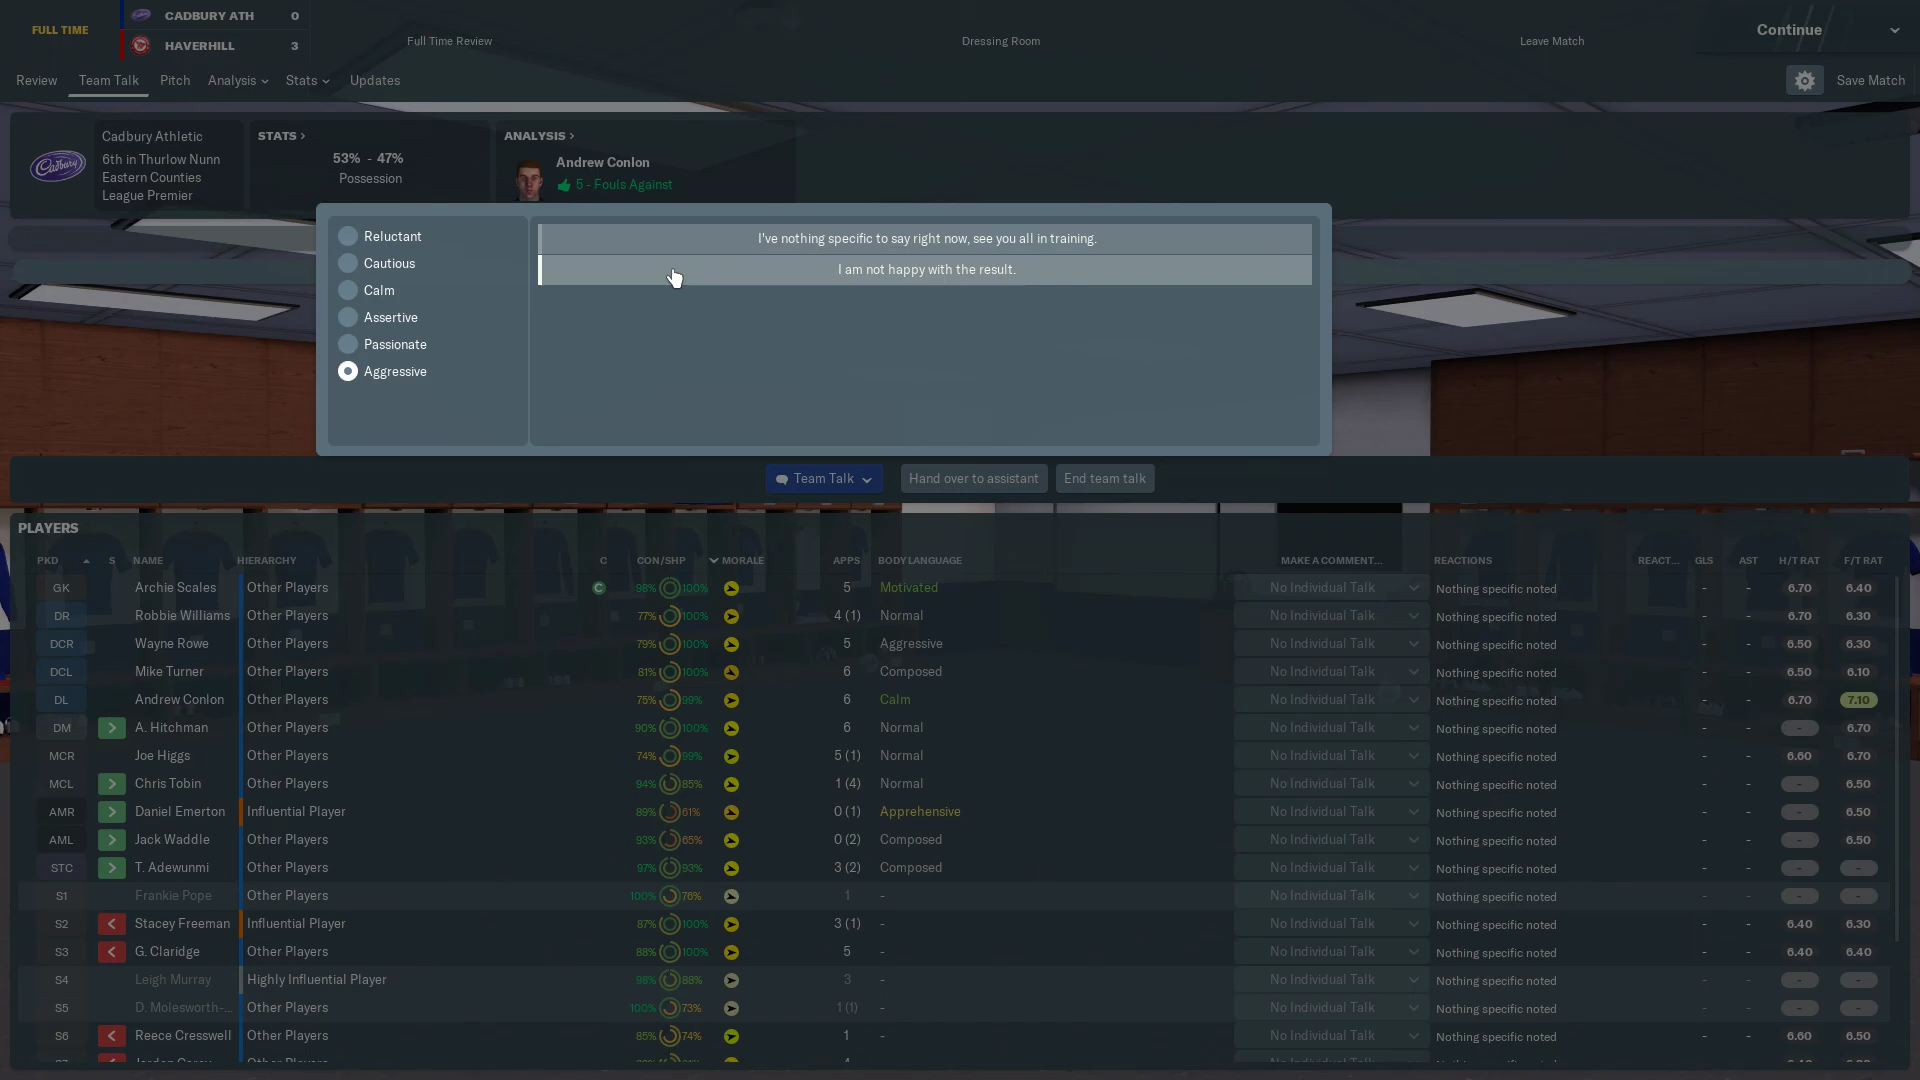 FULL TIME
CADBURY ATH 0
HAVERHILL 3
Full Time Review
Dressing Room
Leave Match
Continue
Review Team Talk Pitch Analysis Stats Updates
Save Match
Cadbury
Cadbury Athletic
6th in Thurlow Nunn
Eastern Counties
League Premier
STATS >
53% - 47%
Possession
ANALYSIS >
Andrew Conlon
5 - Fouls Against
Reluctant
Cautious
Calm
Assertive
Passionate
Aggressive
I've nothing specific to say right now, see you all in training.
I am not happy with the result.
Team Talk
Hand over to assistant
End team talk
PLAYERS
PKD S NAME HIERARCHY C CON/SHP MORALE APPS BODY LANGUAGE MAKE A COMMENT... REACTIONS REACT... GLS AST H/T RAT F/T RAT
GK Archie Scales Other Players C 98% 100% 5 Motivated No Individual Talk Nothing specific noted - - 6.70 6.40
DR Robbie Williams Other Players 77% 100% 4 (1) Normal No Individual Talk Nothing specific noted - - 6.70 6.30
DCR Wayne Rowe Other Players 79% 100% 5 Aggressive No Individual Talk Nothing specific noted - - 6.50 6.30
DCL Mike Turner Other Players 81% 100% 6 Composed No Individual Talk Nothing specific noted - - 6.50 6.10
DL Andrew Conlon Other Players 75% 99% 6 Calm No Individual Talk Nothing specific noted - - 6.70 7.10
DM A. Hitchman Other Players 90% 100% 6 Normal No Individual Talk Nothing specific noted - - - 6.70
MCR Joe Higgs Other Players 74% 99% 5 (1) Normal No Individual Talk Nothing specific noted - - 6.60 6.70
MCL Chris Tobin Other Players 94% 85% 1 (4) Normal No Individual Talk Nothing specific noted - - - 6.50
AMR Daniel Emerton Influential Player 89% 61% 0 (1) Apprehensive No Individual Talk Nothing specific noted - - - 6.50
AML Jack Waddle Other Players 93% 65% 0 (2) Composed No Individual Talk Nothing specific noted - - - 6.50
STC T. Adewunmi Other Players 97% 93% 3 (2) Composed No Individual Talk Nothing specific noted - - - -
S1 Frankie Pope Other Players 100% 76% 1 - No Individual Talk Nothing specific noted - - - -
S2 Stacey Freeman Influential Player 87% 100% 3 (1) - No Individual Talk Nothing specific noted - - 6.40 6.30
S3 G. Claridge Other Players 88% 100% 5 - No Individual Talk Nothing specific noted - - 6.40 6.40
S4 Leigh Murray Highly Influential Player 98% 88% 3 - No Individual Talk Nothing specific noted - - - -
S5 D. Molesworth-... Other Players 100% 73% 1 (1) - No Individual Talk Nothing specific noted - - - -
S6 Reece Cresswell Other Players 85% 74% 1 - No Individual Talk Nothing specific noted - - 6.60 6.50